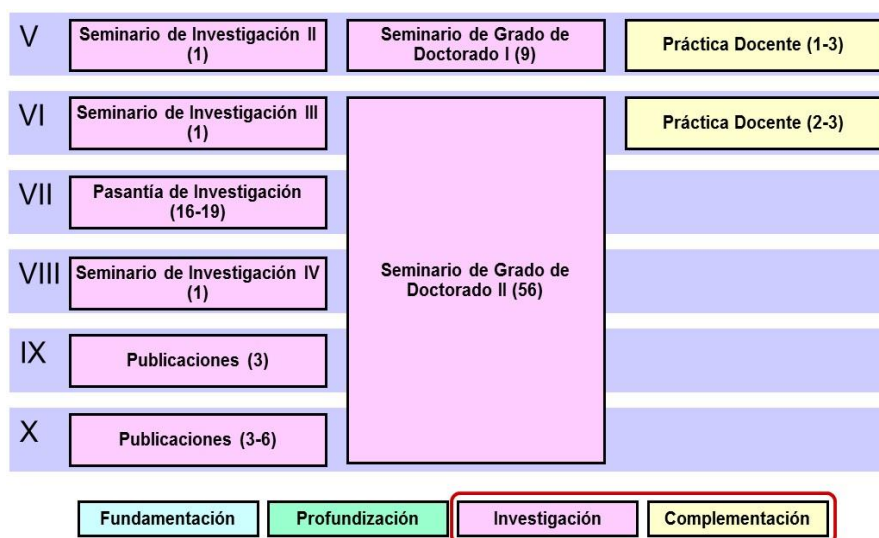 V
Seminario de Investigación II
(1)
Seminario de Grado de
Doctorado I (9)
Práctica Docente (1-3)
VI
Seminario de Investigación III
(1)
Práctica Docente (2-3)
VII
Pasantía de Investigación
(16-19)
VIII
Seminario de Investigación IV
(1)
Seminario de Grado de
Doctorado II (56)
IX
Publicaciones (3)
X
Publicaciones (3-6)
Fundamentación
Profundización
Investigación
Complementación